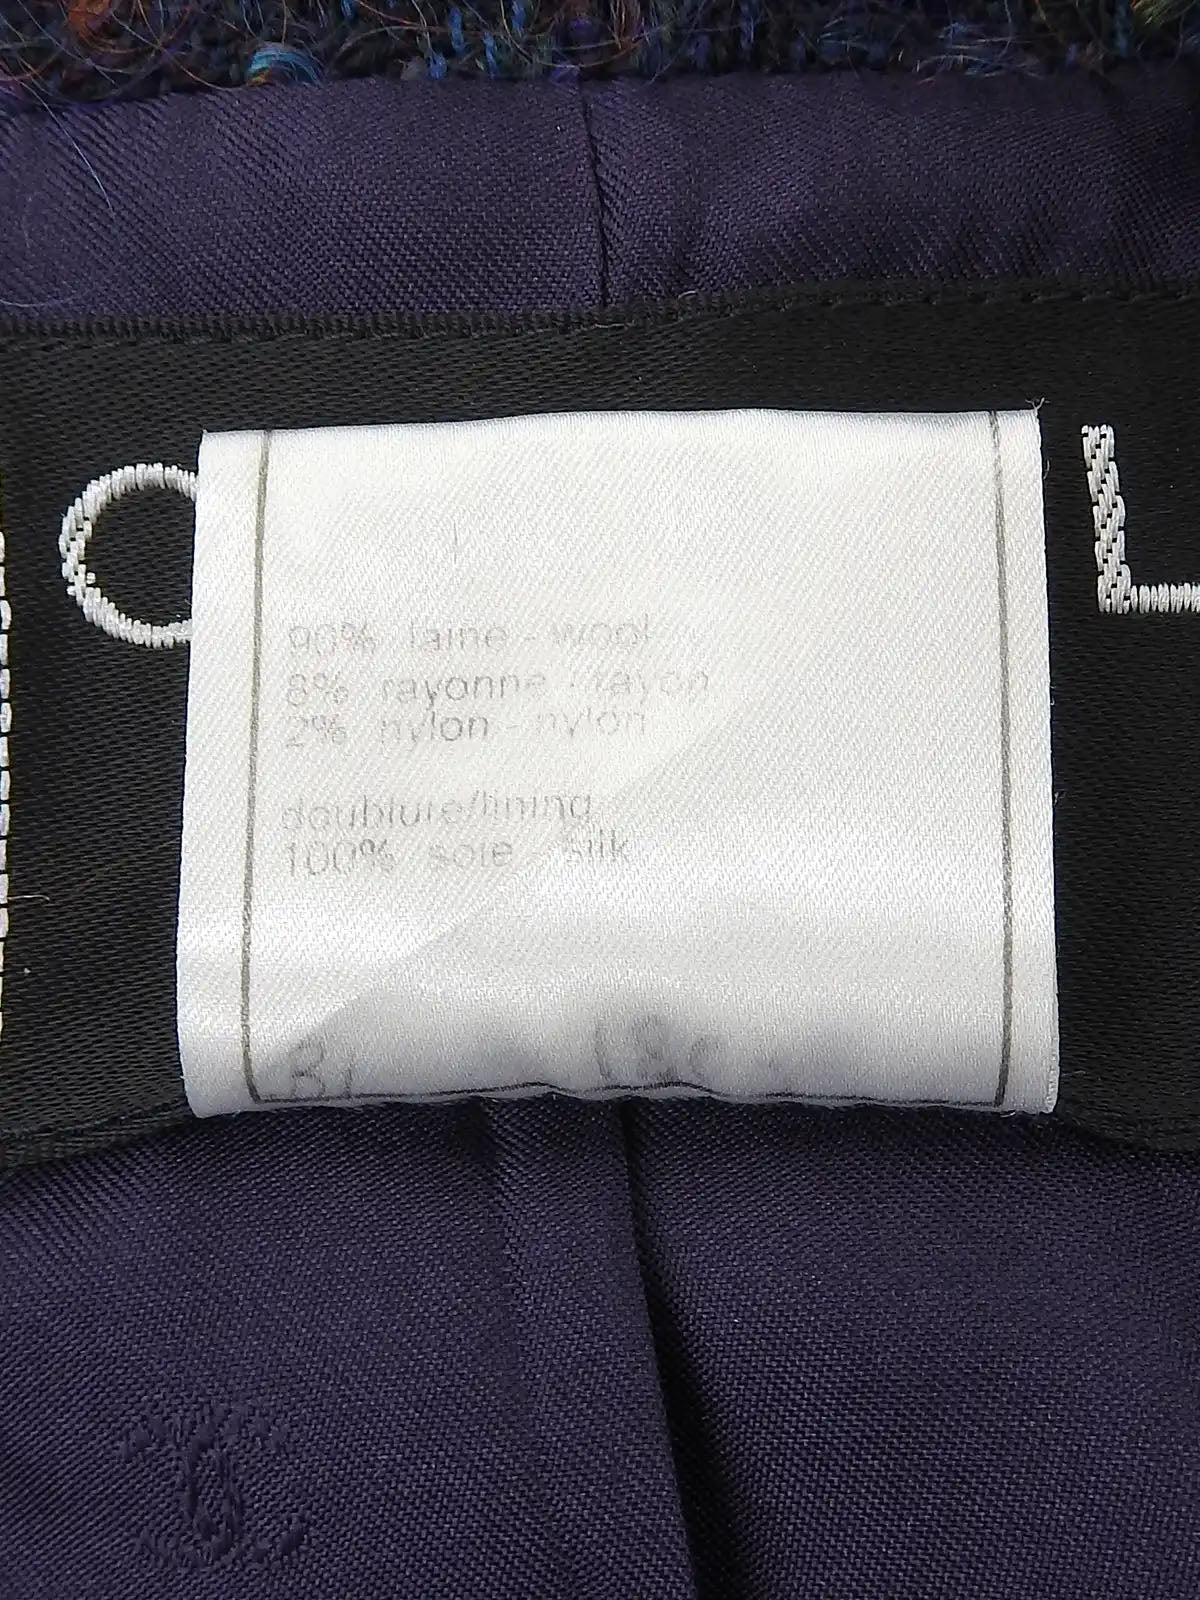 C L
90% laine - wool
8% rayonne - rayon
2% nylon - nylon
doublure/lining
100% soie silk